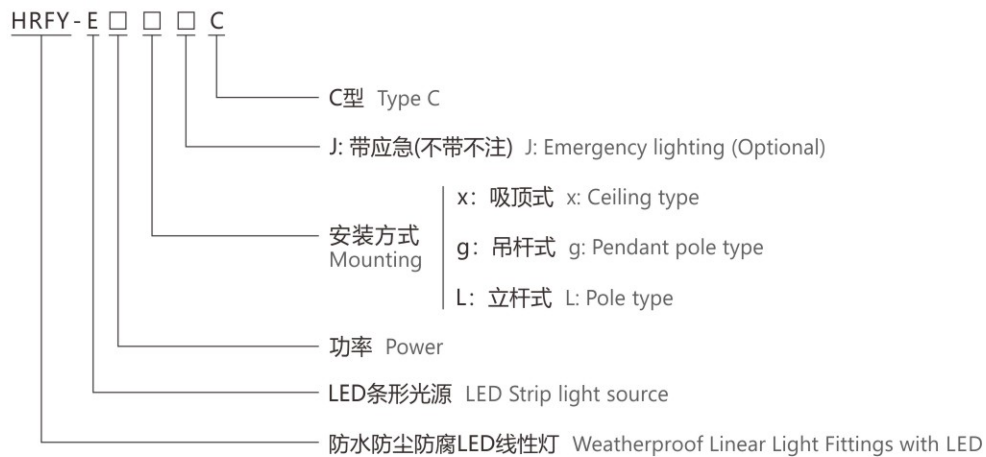 HRFY-E□ □ □ C
C型 Type C
J: 带应急(不带不注) J: Emergency lighting (Optional)
x: 吸顶式 x: Ceiling type
安装方式
Mounting
g: 吊杆式 g: Pendant pole type
L: 立杆式 L: Pole type
功率 Power
LED条形光源 LED Strip light source
防水防尘防腐LED线性灯 Weatherproof Linear Light Fittings with LED